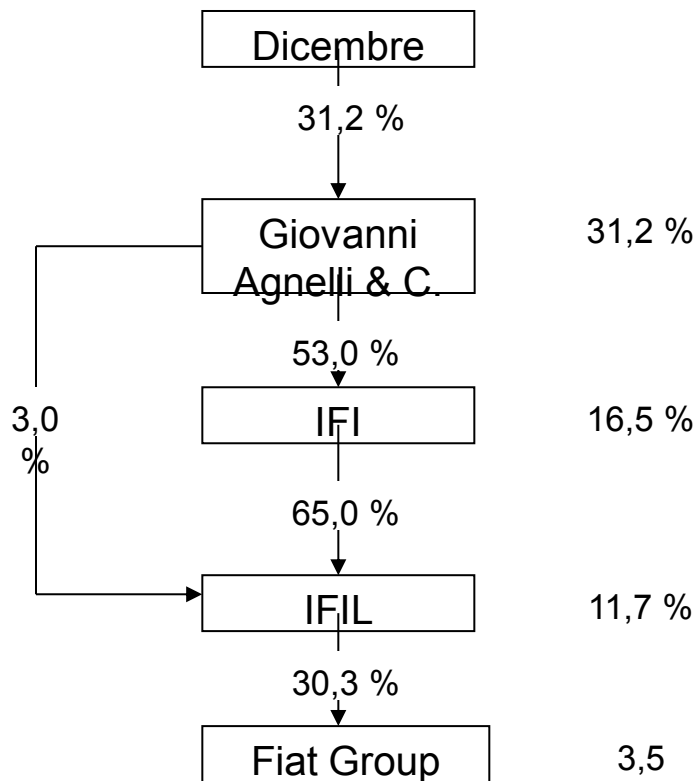 Dicembre
31,2 %
Giovanni
Agnelli & C.
31,2 %
53,0 %
3,0
%
IFI
16,5 %
65,0 %
IFIL
11,7 %
30,3 %
Fiat Group
3,5